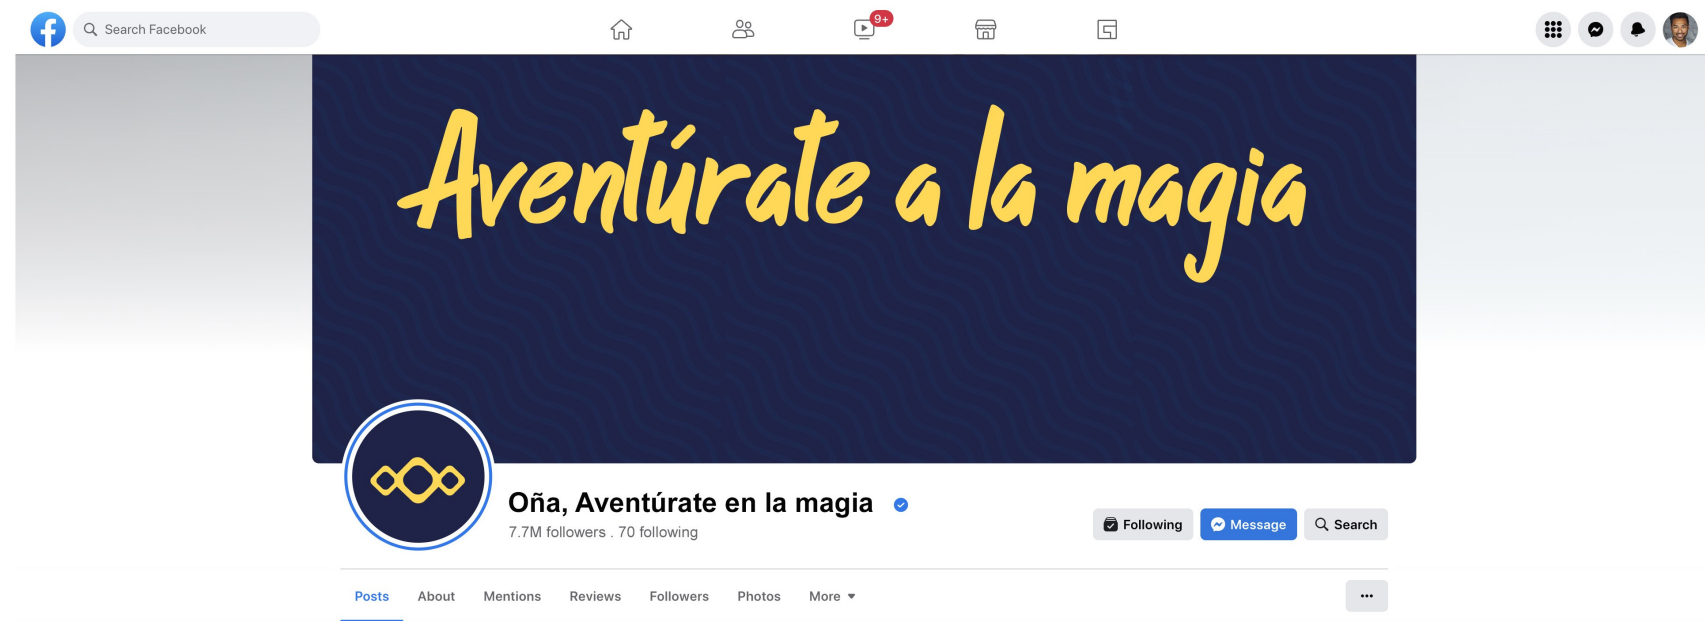 Search Facebook
9+
Aventúrate a la magia
Oña, Aventúrate en la magia
7.7M followers . 70 following
Following Message Search
Posts About Mentions Reviews Followers Photos More